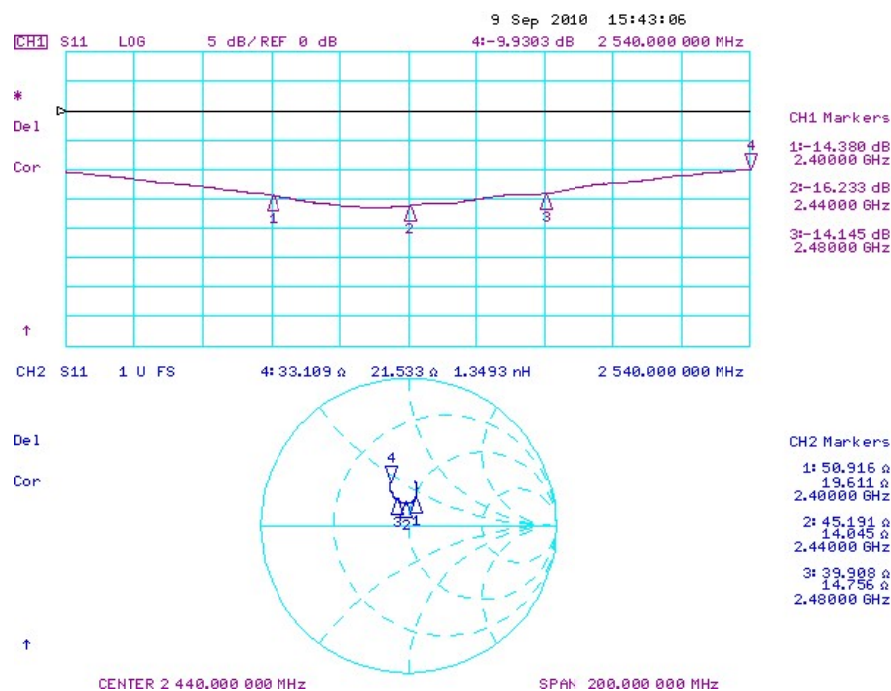 9 Sep 2010 15:43:06
CH1 S11 LOG 5 dB/REF 0 dB 4:-9.9303 dB 2 540.000 000 MHz
*
Del
Cor
CH1 Markers
1:-14.380 dB
2.40000 GHz
2:-16.233 dB
2.44000 GHz
3:-14.145 dB
2.48000 GHz
1
2
3
4
↑
CH2 S11 1 U FS 4:33.109 Ω 21.533 Ω 1.3493 nH 2 540.000 000 MHz
Del
Cor
CH2 Markers
1:50.916 Ω
19.611 Ω
2.40000 GHz
2:45.191 Ω
14.045 Ω
2.44000 GHz
3:39.908 Ω
14.756 Ω
2.48000 GHz
4
3 2 1
↑
CENTER 2 440.000 000 MHz SPAN 200.000 000 MHz